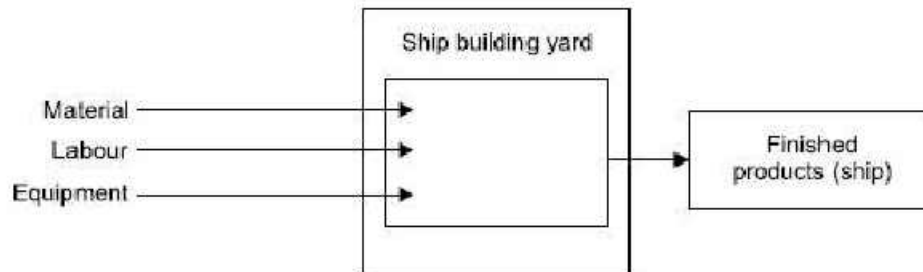 Ship building yard
Material
Labour
Equipment
Finished
products (ship)